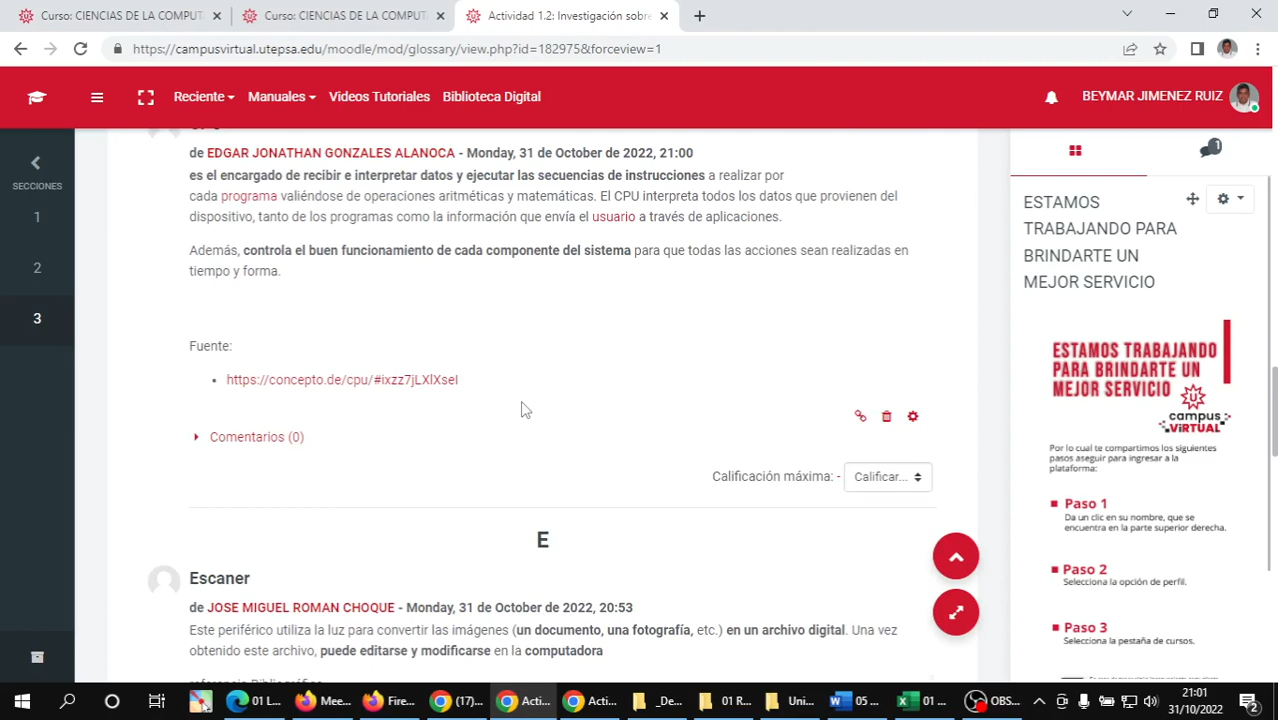 Curso: CIENCIAS DE LA COMPUT
Curso: CIENCIAS DE LA COMPUT
Actividad 1.2: Investigación sobre
https://campusvirtual.utepsa.edu/moodle/mod/glossary/view.php?id=182975&forceview=1
Reciente
Manuales
Videos Tutoriales
Biblioteca Digital
BEYMAR JIMENEZ RUIZ
SECCIONES
1
2
3
de EDGAR JONATHAN GONZALES ALANOCA - Monday, 31 de October de 2022, 21:00
es el encargado de recibir e interpretar datos y ejecutar las secuencias de instrucciones a realizar por
cada programa valiéndose de operaciones aritméticas y matemáticas. El CPU interpreta todos los datos que provienen del
dispositivo, tanto de los programas como la información que envía el usuario a través de aplicaciones.
Además, controla el buen funcionamiento de cada componente del sistema para que todas las acciones sean realizadas en
tiempo y forma.
Fuente:
https://concepto.de/cpu/#ixzz7jLXlXseI
Comentarios (0)
Calificación máxima: -
Calificar...
E
Escaner
de JOSE MIGUEL ROMAN CHOQUE - Monday, 31 de October de 2022, 20:53
Este periférico utiliza la luz para convertir las imágenes (un documento, una fotografía, etc.) en un archivo digital. Una vez
obtenido este archivo, puede editarse y modificarse en la computadora
referencia Bibliográfica
1
ESTAMOS
TRABAJANDO PARA
BRINDARTE UN
MEJOR SERVICIO
ESTAMOS TRABAJANDO
PARA BRINDARTE UN
MEJOR SERVICIO
U
campus
ViRTUAL
Por lo cual te compartimos los siguientes
pasos aseguir para ingresar a la
plataforma:
Paso 1
Da un clic en su nombre, que se
encuentra en la parte superior derecha.
Paso 2
Selecciona la opción de perfil.
Paso 3
Selecciona la pestaña de cursos.
01 L...
Mee...
Fire...
(17)...
Acti...
Acti...
_De...
01 R...
Uni...
05 ...
01 ...
OBS...
21:01
31/10/2022
2